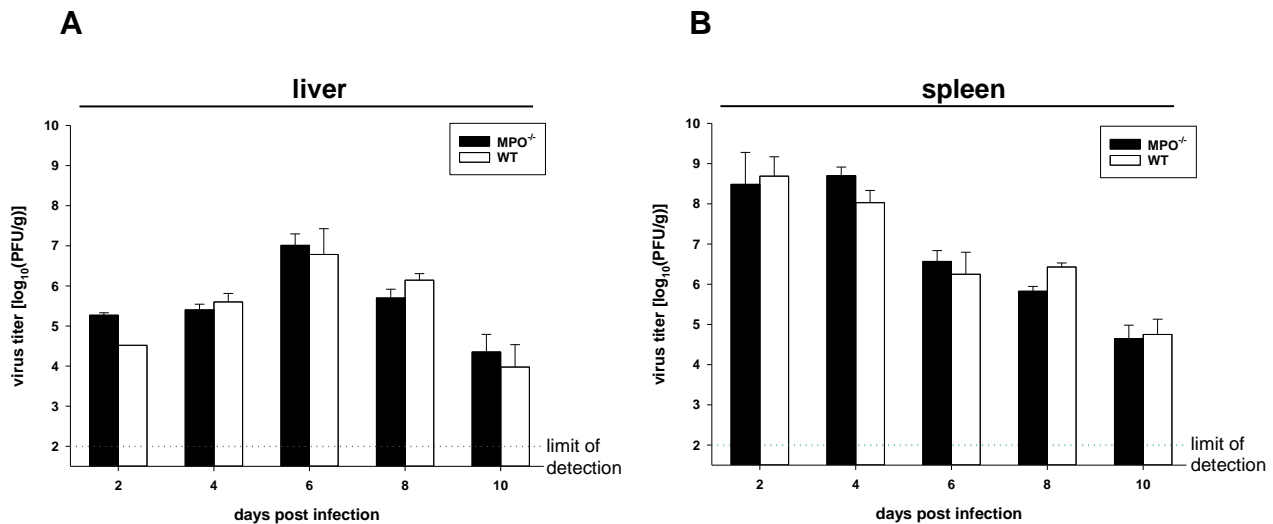 A
liver
virus titer [log₁₀(PFU/g)]
10
9
8
7
6
5
4
3
2
MPO⁻/⁻
WT
limit of
detection
2 4 6 8 10
days post infection
B
spleen
virus titer [log₁₀(PFU/g)]
10
9
8
7
6
5
4
3
2
MPO⁻/⁻
WT
limit of
detection
2 4 6 8 10
days post infection